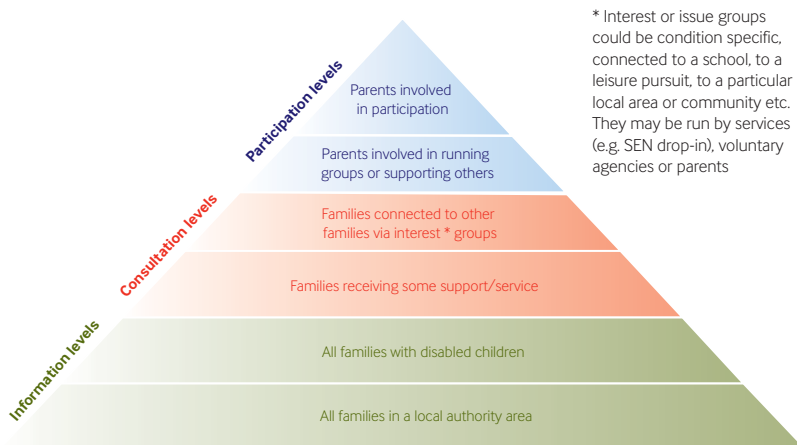 * Interest or issue groups
could be condition specific,
connected to a school, to a
leisure pursuit, to a particular
local area or community etc.
They may be run by services
(e.g. SEN drop-in), voluntary
agencies or parents
Participation levels
Parents involved
in participation
Parents involved in running
groups or supporting others
Consultation levels
Families connected to other
families via interest * groups
Families receiving some support/service
Information levels
All families with disabled children
All families in a local authority area